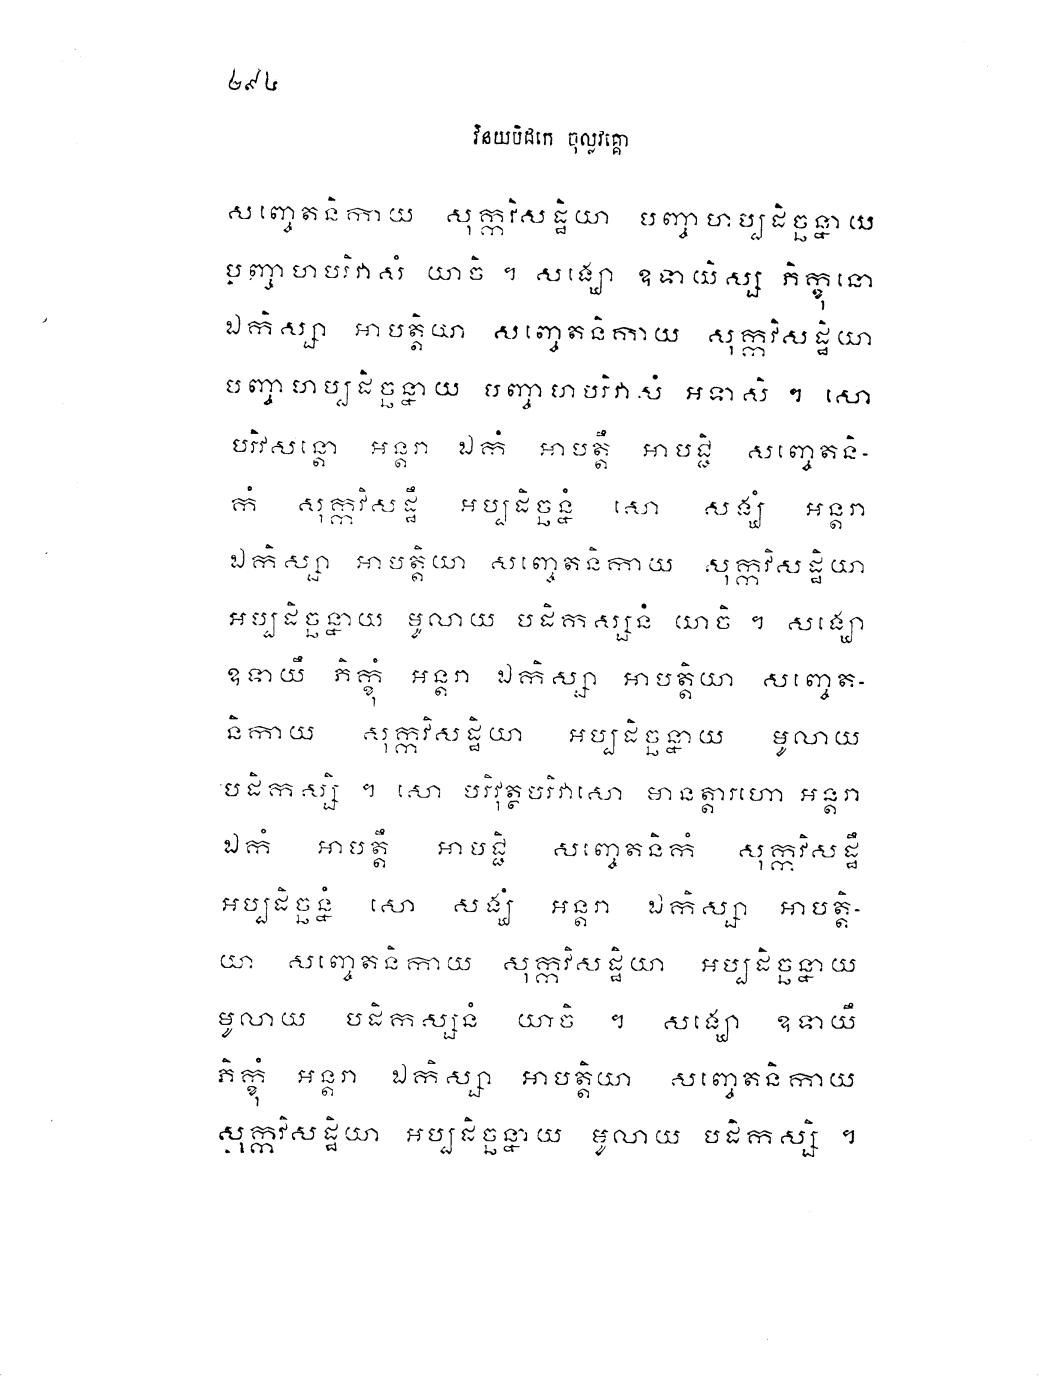 ២៩៤
វិនយបិដកេ ចុល្លវគ្គោ
សញ្ចេតនិកាយ សុក្កវិសដ្ឋិយា បញ្ចាហប្បដិច្ឆន្នាយ
បញ្ចាហបរិវាសំ យាចិ ។ សង្ឃោ ឧទាយិស្ស ភិក្ខុនោ
ឯកិស្សា អាបត្តិយា សញ្ចេតនិកាយ សុក្កវិសដ្ឋិយា
បញ្ចាហប្បដិច្ឆន្នាយ បញ្ចាហបរិវាសំ អទាសិ ។ សោ
បរិវសន្តោ អន្តរា ឯកំ អាបត្តឹ អាបជ្ជិ សញ្ចេតនិ-
កំ សុក្កវិសដ្ឋឹ អប្បដិច្ឆន្នំ សោ សង្ឃំ អន្តរា
ឯកិស្សា អាបត្តិយា សញ្ចេតនិកាយ សុក្កវិសដ្ឋិយា
អប្បដិច្ឆន្នាយ មូលាយ បដិកស្សនំ យាចិ ។ សង្ឃោ
ឧទាយឹ ភិក្ខុំ អន្តរា ឯកិស្សា អាបត្តិយា សញ្ចេត-
និកាយ សុក្កវិសដ្ឋិយា អប្បដិច្ឆន្នាយ មូលាយ
បដិកស្សិ ។ សោ បរិវុត្ថបរិវាសោ មានត្តារហោ អន្តរា
ឯកំ អាបត្តឹ អាបជ្ជិ សញ្ចេតនិកំ សុក្កវិសដ្ឋឹ
អប្បដិច្ឆន្នំ សោ សង្ឃំ អន្តរា ឯកិស្សា អាបត្តិ-
យា សញ្ចេតនិកាយ សុក្កវិសដ្ឋិយា អប្បដិច្ឆន្នាយ
មូលាយ បដិកស្សនំ យាចិ ។ សង្ឃោ ឧទាយឹ
ភិក្ខុំ អន្តរា ឯកិស្សា អាបត្តិយា សញ្ចេតនិកាយ
សុក្កវិសដ្ឋិយា អប្បដិច្ឆន្នាយ មូលាយ បដិកស្សិ ។